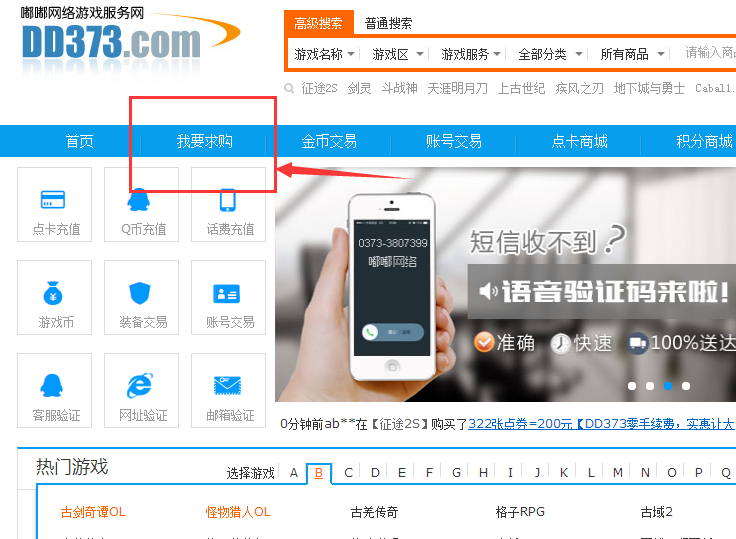 嘟嘟网络游戏服务网
DD373.com
高级搜索 普通搜索
游戏名称 游戏区 游戏服务 全部分类 所有商品 请输入商品
征途2S 剑灵 斗战神 天涯明月刀 上古世纪 疾风之刃 地下城与勇士 Cabal1.
首页 我要求购 金币交易 账号交易 点卡商城 积分商城
点卡充值 Q币充值 话费充值
游戏币 装备交易 账号交易
客服验证 网址验证 邮箱验证
0373-3807399
嘟嘟网络
短信收不到?
语音验证码来啦!
准确 快速 100%送达
0分钟前ab**在【征途2S】购买了322张点券=200元【DD373零手续费，实惠让大
热门游戏 选择游戏 A B C D E F G H I J K L M N O P Q
古剑奇谭OL 怪物猎人OL 古羌传奇 格子RPG 古域2